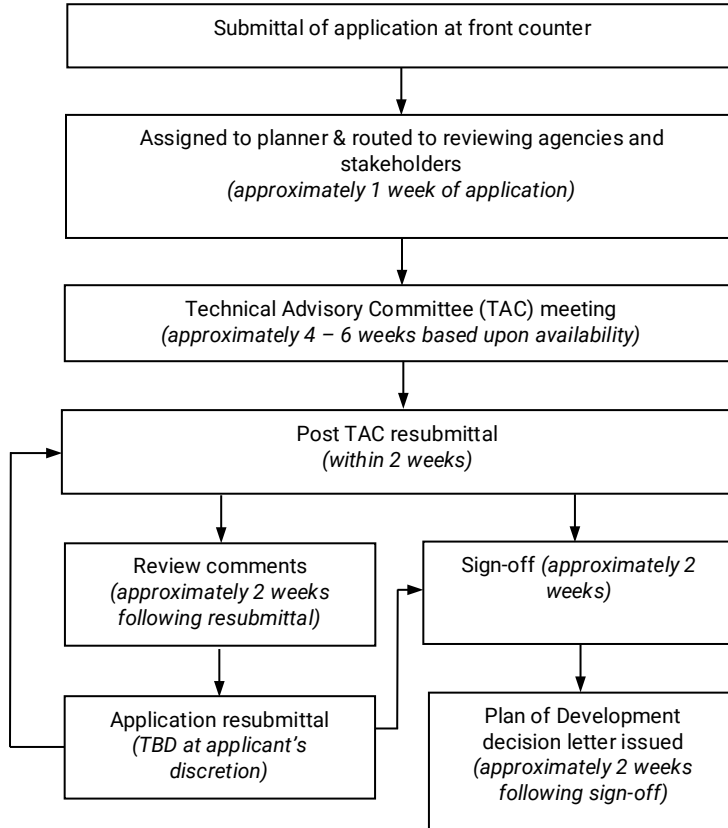 Submittal of application at front counter
Assigned to planner & routed to reviewing agencies and
stakeholders
(approximately 1 week of application)
Technical Advisory Committee (TAC) meeting
(approximately 4 – 6 weeks based upon availability)
Post TAC resubmittal
(within 2 weeks)
Review comments
(approximately 2 weeks
following resubmittal)
Sign-off (approximately 2
weeks)
Application resubmittal
(TBD at applicant’s
discretion)
Plan of Development
decision letter issued
(approximately 2 weeks
following sign-off)